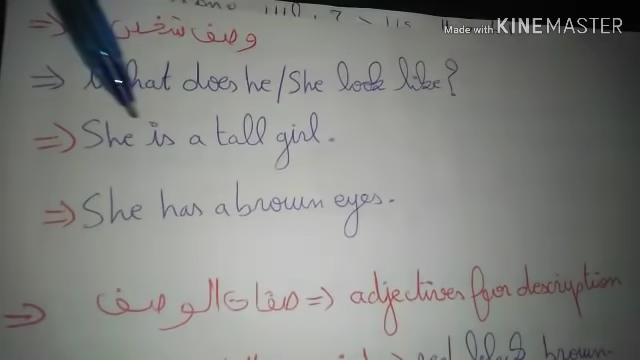 Made with KINEMASTER
=> وصف شخص
=> What does he/She look like?
=> She is a tall girl.
=> She has a brown eyes.
=> صفات الوصف => adjectives for description
brown